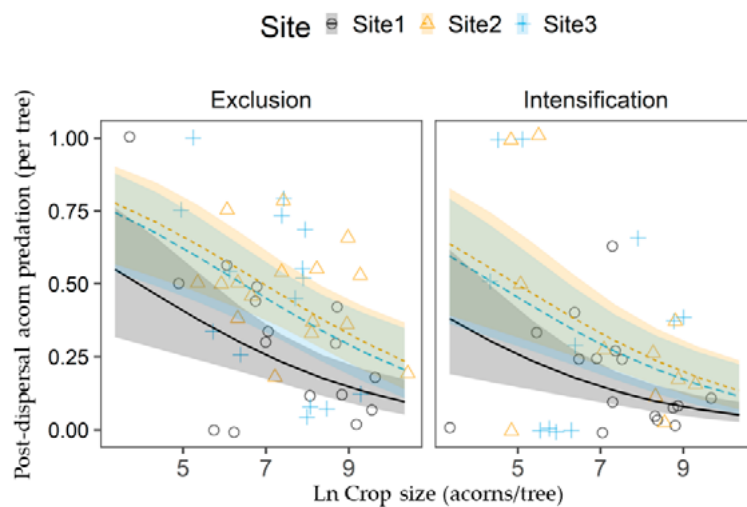 Site Site1 Site2 Site3
Exclusion Intensification
Post-dispersal acorn predation (per tree)
1.00
0.75
0.50
0.25
0.00
5 7 9 5 7 9
Ln Crop size (acorns/tree)